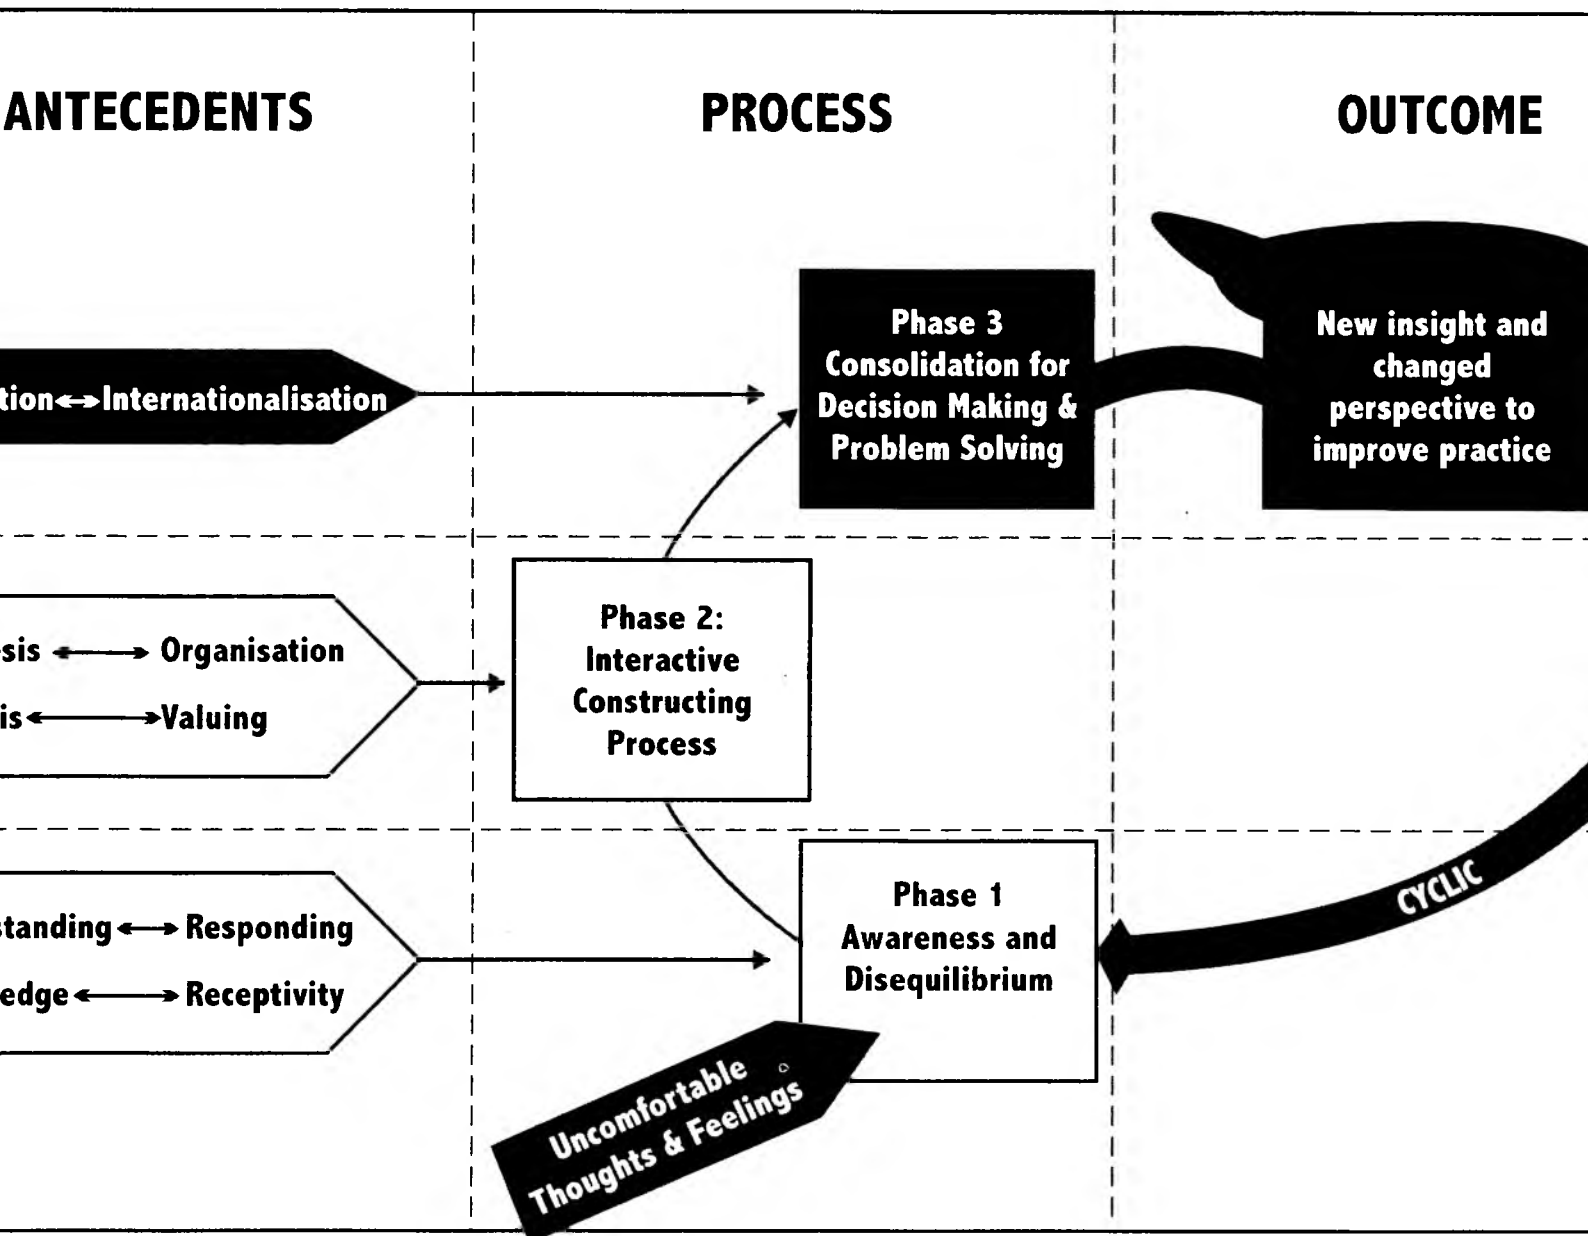 ANTECEDENTS
PROCESS
OUTCOME
tion Internationalisation
Phase 3
Consolidation for
Decision Making &
Problem Solving
New insight and
changed
perspective to
improve practice
sis Organisation
is Valuing
Phase 2:
Interactive
Constructing
Process
standing Responding
edge Receptivity
Phase 1
Awareness and
Disequilibrium
CYCLIC
Uncomfortable
Thoughts & Feelings